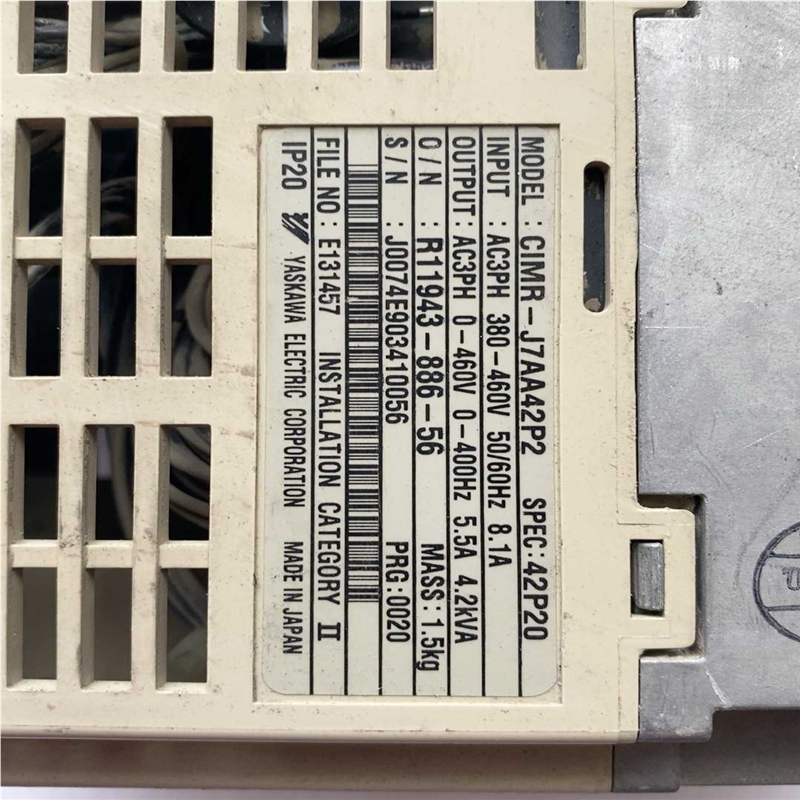 MODEL : CIMR-J7AA42P2 SPEC: 42P20
INPUT : AC3PH 380-460V 50/60Hz 8.1A
OUTPUT : AC3PH 0-460V 0-400Hz 5.5A 4.2kVA
O/N : R11943-886-56 MASS: 1.5kg
S/N : J0074E903410056 PRG: 0020
FILE NO : E131457 INSTALLATION CATEGORY II
IP20 YASKAWA ELECTRIC CORPORATION MADE IN JAPAN